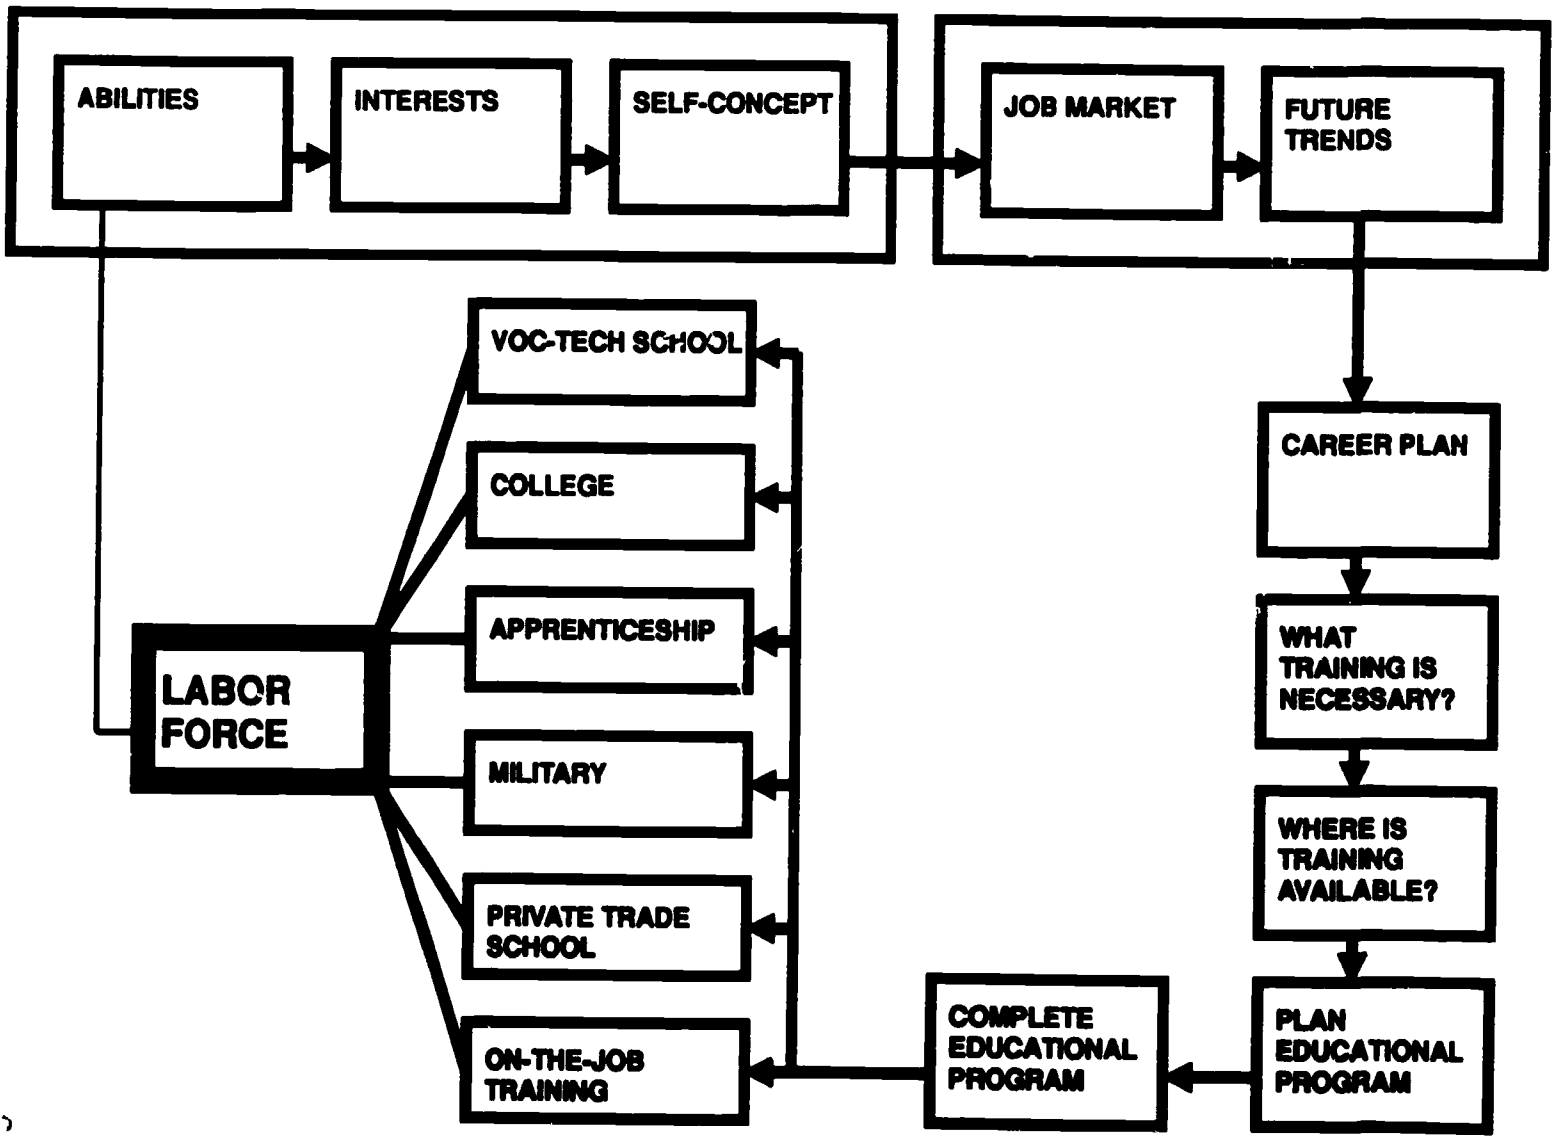 ABILITIES
INTERESTS
SELF-CONCEPT
JOB MARKET
FUTURE
TRENDS
VOC-TECH SCHOOL
COLLEGE
APPRENTICESHIP
MILITARY
PRIVATE TRADE
SCHOOL
ON-THE-JOB
TRAINING
LABOR
FORCE
CAREER PLAN
WHAT
TRAINING IS
NECESSARY?
WHERE IS
TRAINING
AVAILABLE?
PLAN
EDUCATIONAL
PROGRAM
COMPLETE
EDUCATIONAL
PROGRAM